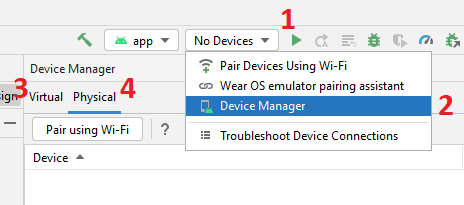 1
app
No Devices
Device Manager
Pair Devices Using Wi-Fi
Wear OS emulator pairing assistant
Device Manager
2
Troubleshoot Device Connections
sign
3
Virtual
4
Physical
Pair using Wi-Fi
?
Device